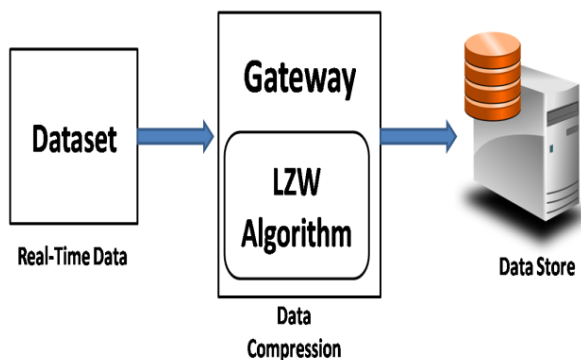 Dataset
Real-Time Data
Gateway
LZW
Algorithm
Data
Compression
Data Store